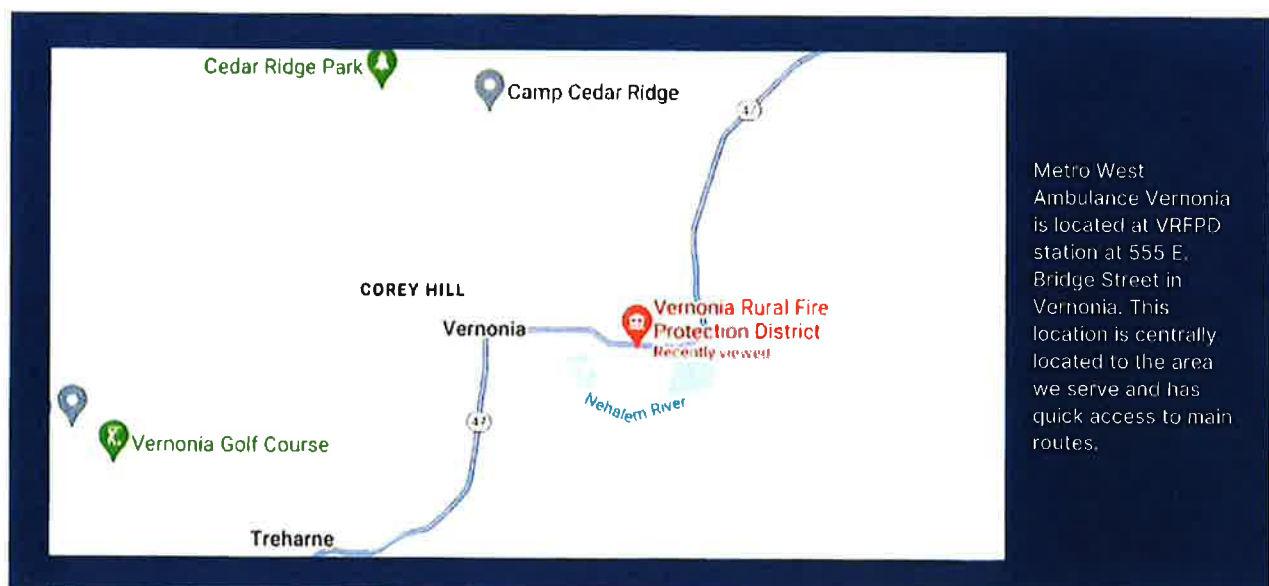 Cedar Ridge Park
Camp Cedar Ridge
47
COREY HILL
Vernonia
Vernonia Rural Fire
Protection District
Recently viewed
Nehalem River
47
Vernonia Golf Course
Treharne
Metro West
Ambulance Vernonia
is located at VRFPD
station at 555 E.
Bridge Street in
Vernonia. This
location is centrally
located to the area
we serve and has
quick access to main
routes.